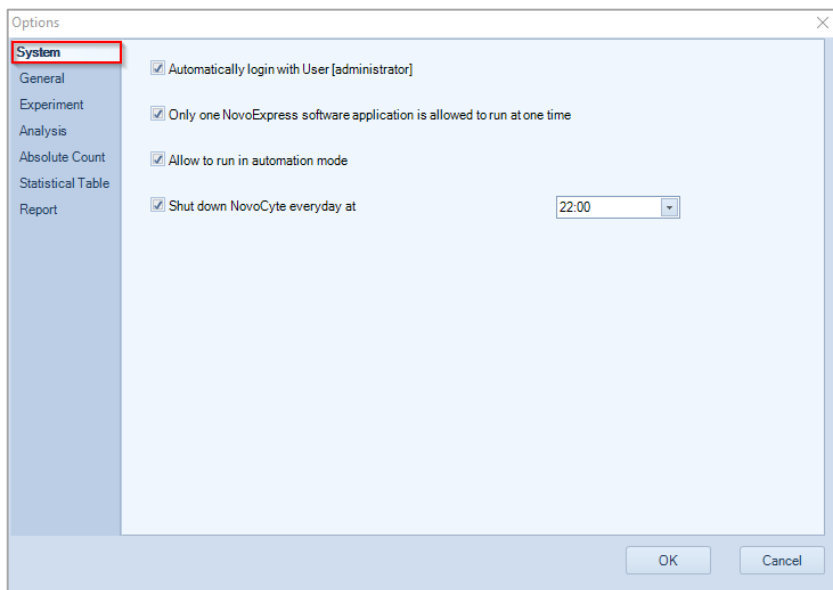 Options
System
General
Experiment
Analysis
Absolute Count
Statistical Table
Report
Automatically login with User [administrator]
Only one NovoExpress software application is allowed to run at one time
Allow to run in automation mode
Shut down NovoCyte everyday at
22:00
OK
Cancel